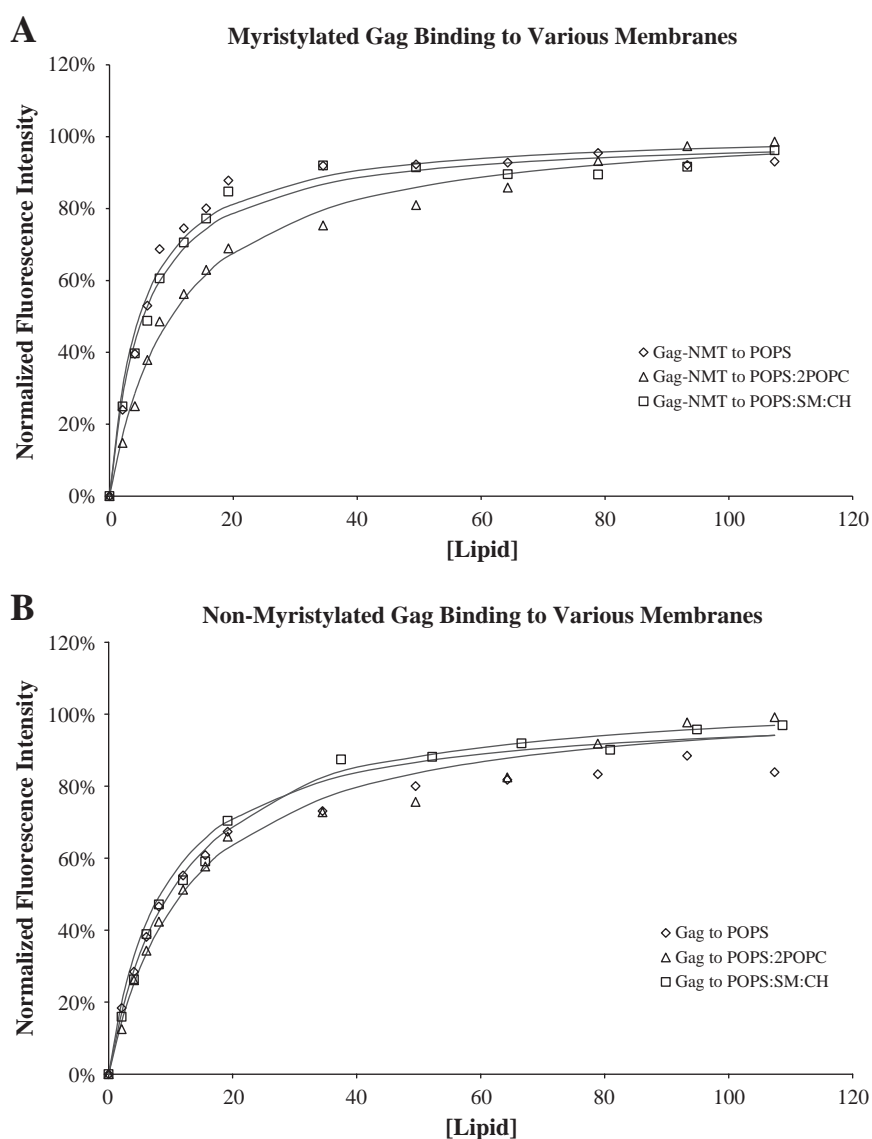 A
Myristylated Gag Binding to Various Membranes
120%
100%
80%
60%
40%
20%
0%
Normalized Fluorescence Intensity
Gag-NMT to POPS
Gag-NMT to POPS:2POPC
Gag-NMT to POPS:SM:CH
0 20 40 60 80 100 120
[Lipid]
B
Non-Myristylated Gag Binding to Various Membranes
120%
100%
80%
60%
40%
20%
0%
Normalized Fluorescence Intensity
Gag to POPS
Gag to POPS:2POPC
Gag to POPS:SM:CH
0 20 40 60 80 100 120
[Lipid]